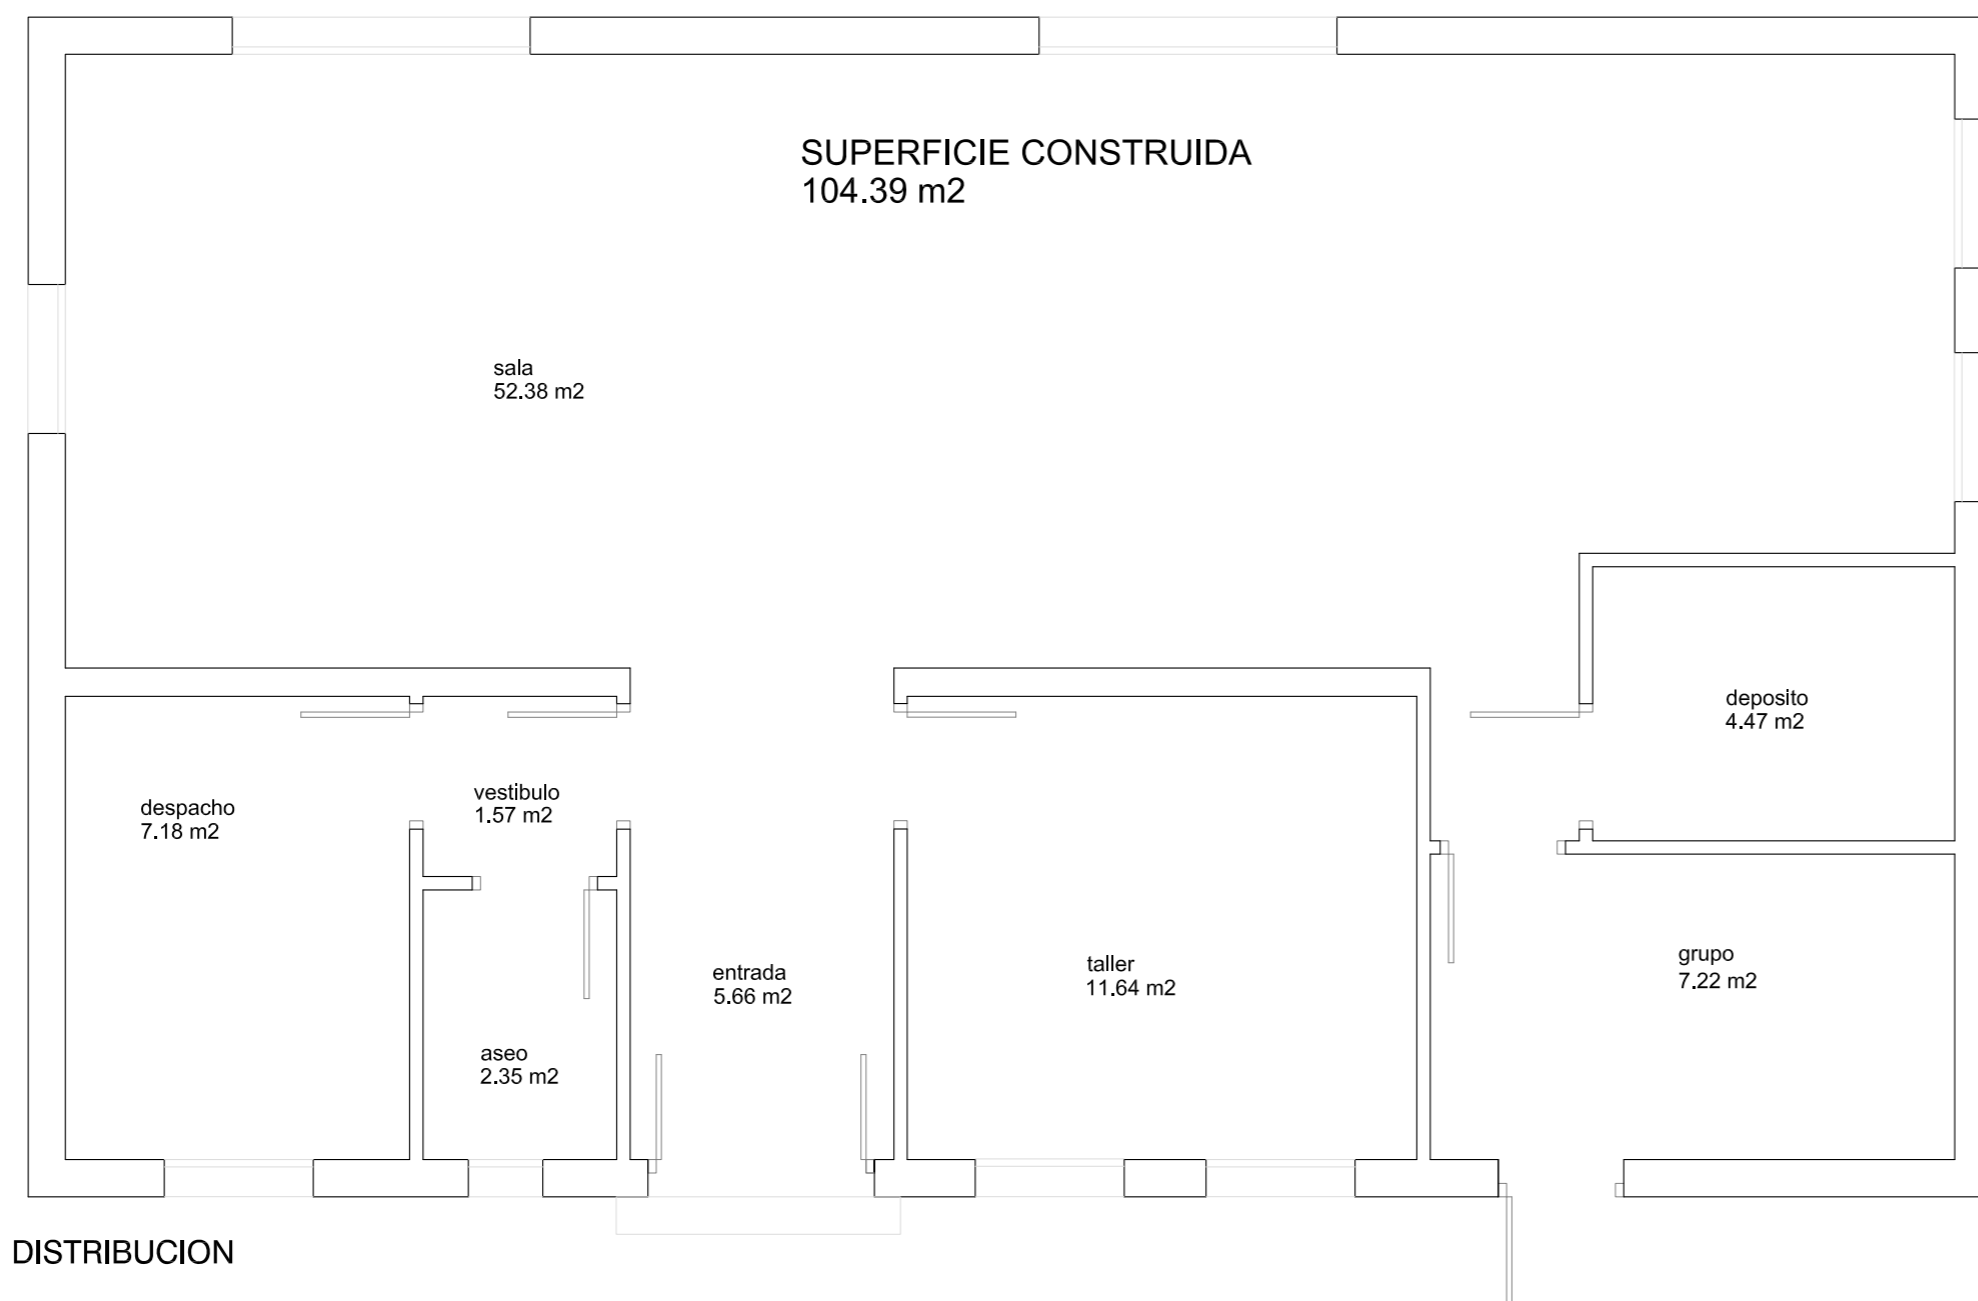 SUPERFICIE CONSTRUIDA
104.39 m2
sala
52.38 m2
deposito
4.47 m2
despacho
7.18 m2
vestibulo
1.57 m2
entrada
5.66 m2
taller
11.64 m2
grupo
7.22 m2
aseo
2.35 m2
DISTRIBUCION